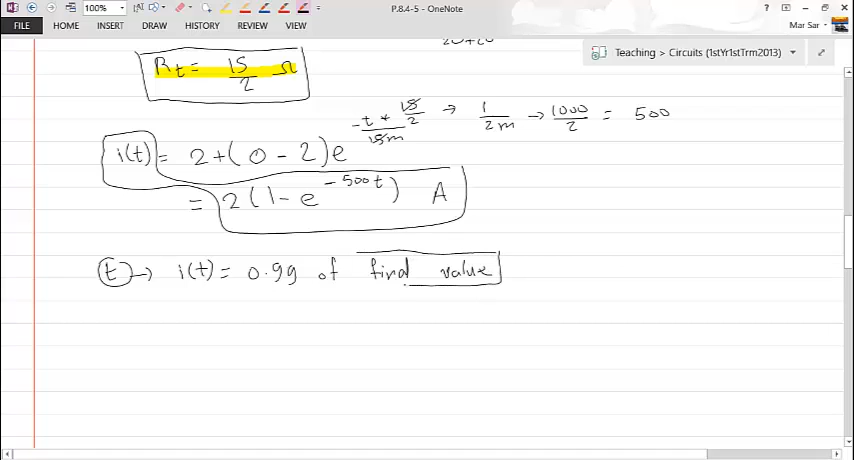 100%
P.8.4-5 - OneNote
?
FILE HOME INSERT DRAW HISTORY REVIEW VIEW
Mar Sar
Teaching > Circuits (1stYr1stTrm2013)
20+20
Rt = 15/2 Ω
-t * 15/2 / 15m → 1/2m → 1000/2 = 500
i(t) = 2+(0-2)e
= 2(1-e^-500t) A
t → i(t) = 0.99 of final value